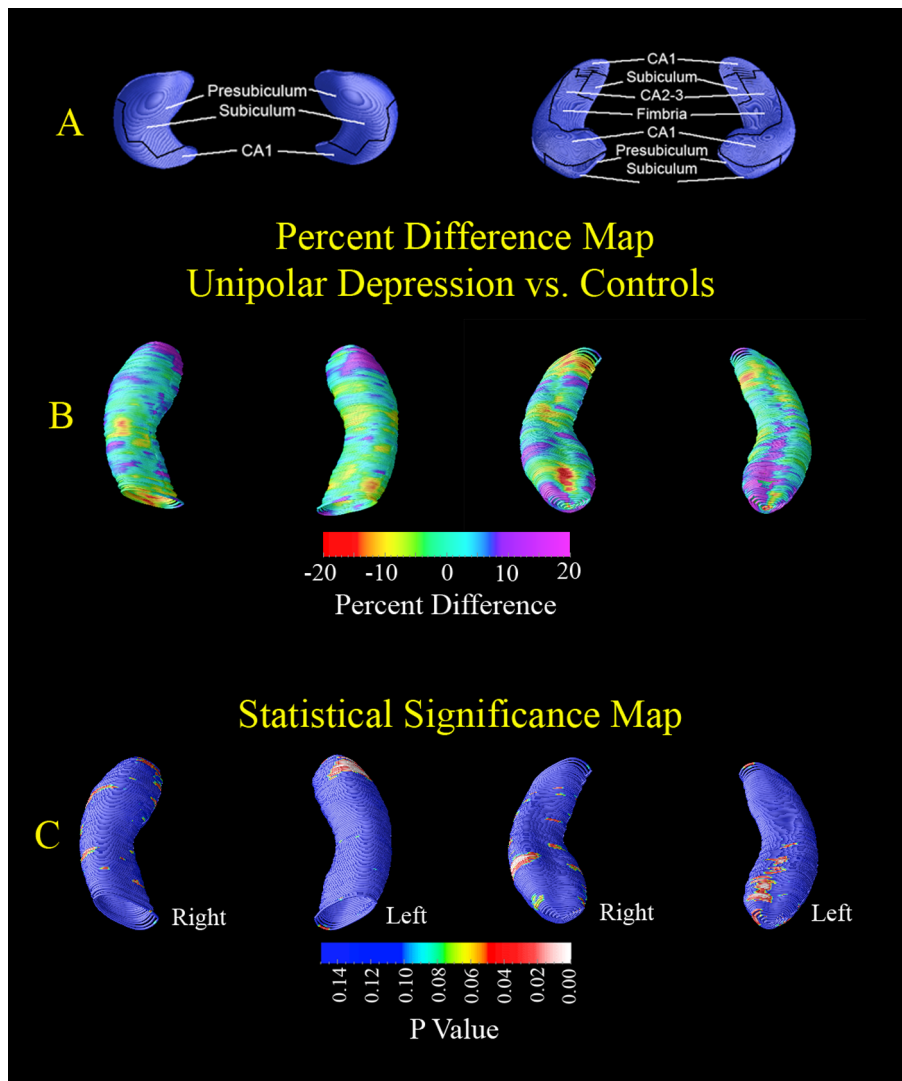 A
Presubiculum
Subiculum
CA1
CA1
Subiculum
CA2-3
Fimbria
CA1
Presubiculum
Subiculum
Percent Difference Map
Unipolar Depression vs. Controls
B
-20 -10 0 10 20
Percent Difference
Statistical Significance Map
C
Right Left Right Left
0.14 0.12 0.10 0.08 0.06 0.04 0.02 0.00
P Value